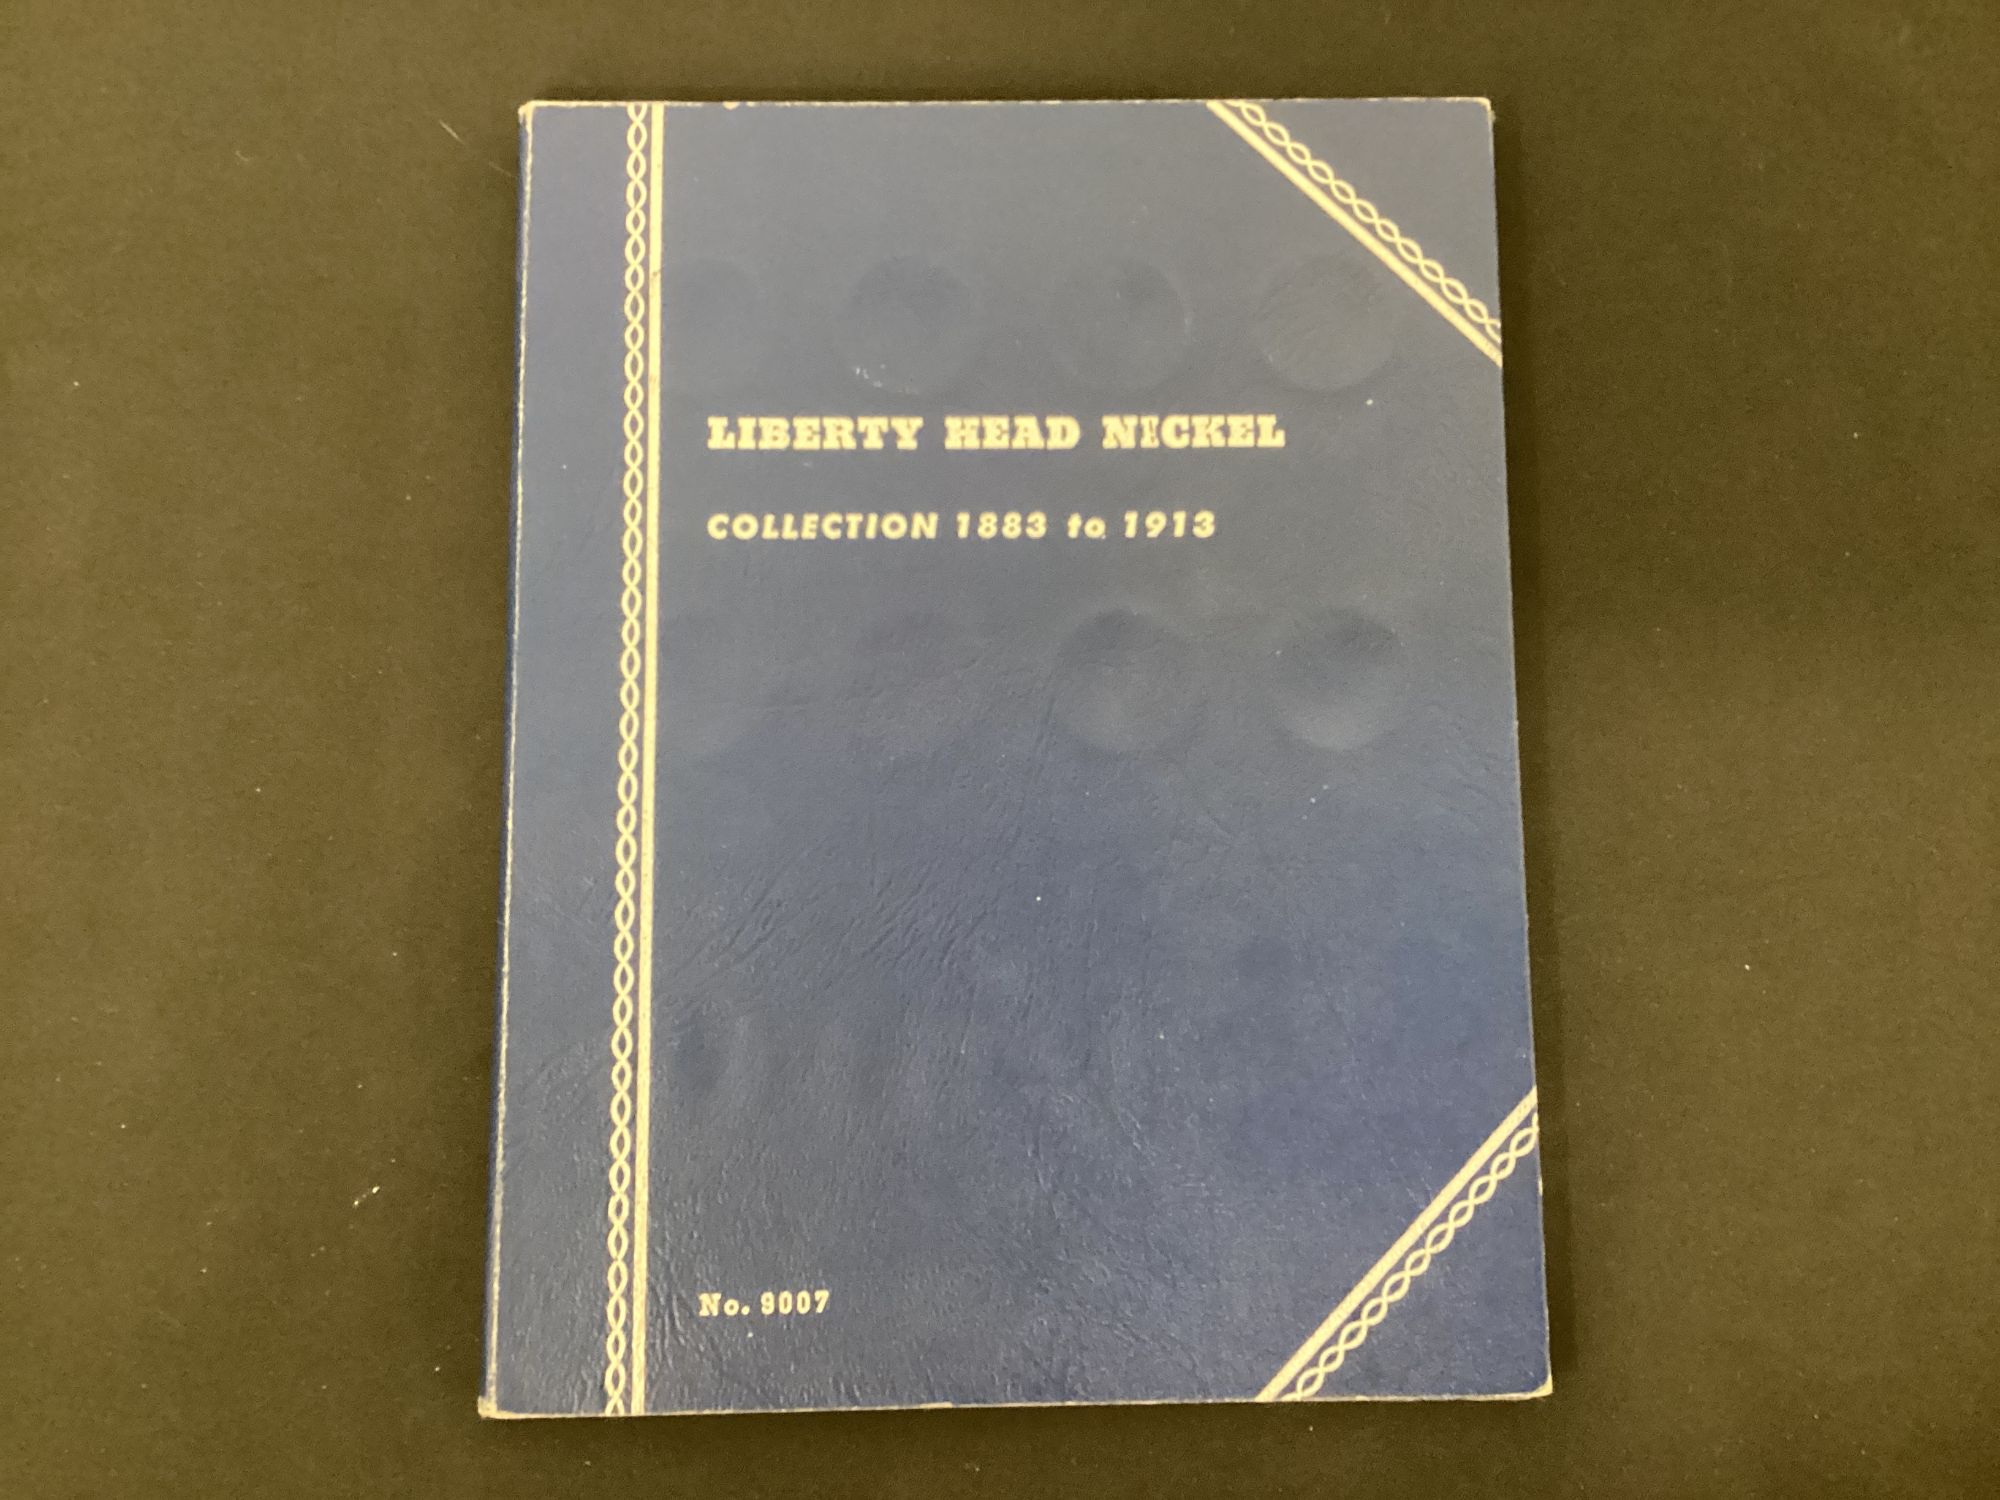 LIBERTY HEAD NICKEL
COLLECTION 1883 to 1913
No. 9007